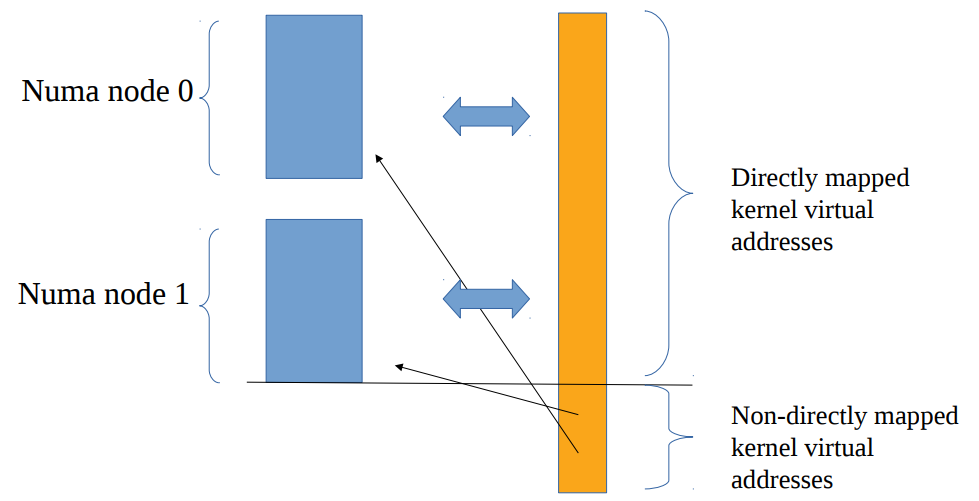 Numa node 0
Directly mapped
kernel virtual
addresses
Numa node 1
Non-directly mapped
kernel virtual
addresses